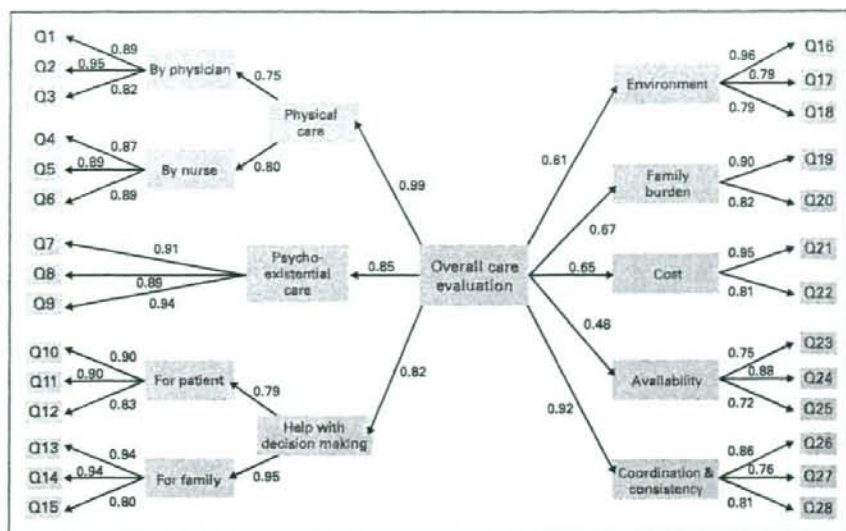 Q1
Q2
Q3
0.89
0.95
0.82
By physician
0.75
Q4
Q5
Q6
0.87
0.89
0.89
By nurse
0.80
Physical
care
0.99
Q7
Q8
Q9
0.91
0.94
Psycho-
existential
care
0.85
Q10
Q11
Q12
0.90
0.90
0.83
For patient
0.79
Q13
Q14
Q15
0.94
0.94
0.80
For family
0.95
Help with
decision making
0.82
Overall care
evaluation
0.61
Environment
0.96
0.79
0.79
Q16
Q17
Q18
0.67
Family
burden
0.90
0.82
Q19
Q20
0.65
Cost
0.95
0.81
Q21
Q22
Availability
0.75
0.88
0.72
Q23
Q24
Q25
0.92
Coordination &
consistency
0.86
0.76
0.81
Q26
Q27
Q28